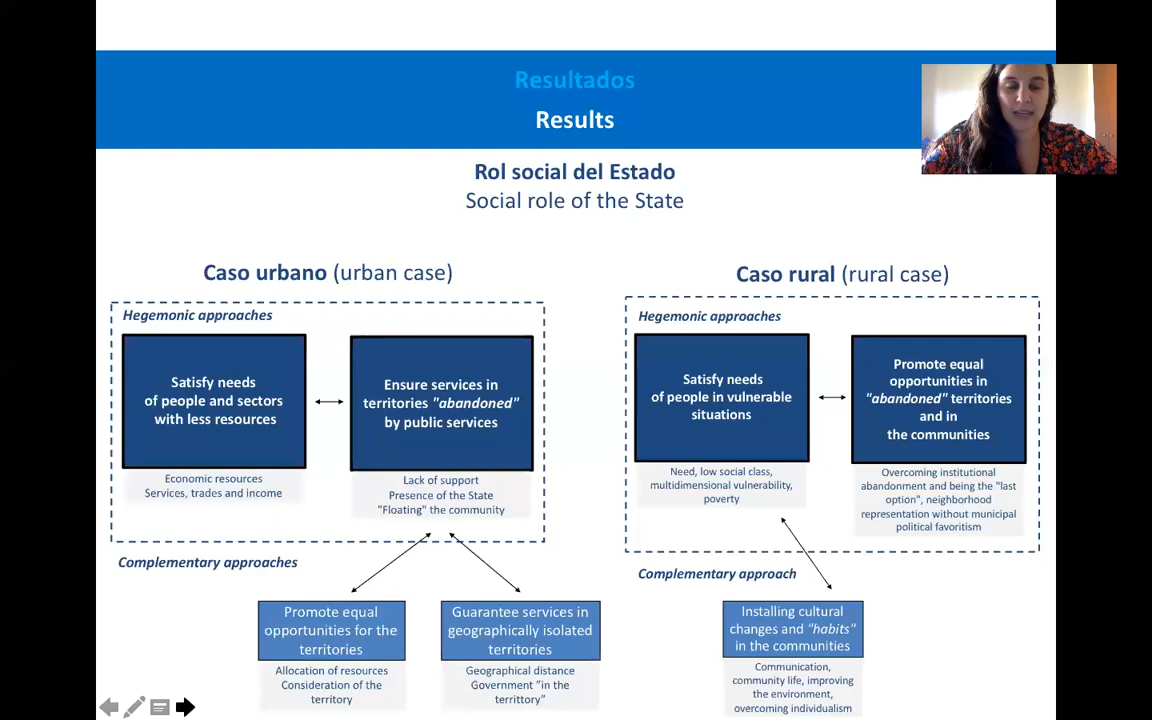 Resultados
Results
Rol social del Estado
Social role of the State
Caso urbano (urban case)
Hegemonic approaches
Satisfy needs
of people and sectors
with less resources
Economic resources
Services, trades and income
Ensure services in
territories "abandoned"
by public services
Lack of support
Presence of the State
"Floating" the community
Complementary approaches
Promote equal
opportunities for the
territories
Allocation of resources
Consideration of the
territory
Guarantee services in
geographically isolated
territories
Geographical distance
Government "in the
territtory"
Caso rural (rural case)
Hegemonic approaches
Satisfy needs
of people in vulnerable
situations
Need, low social class,
multidimensional vulnerability,
poverty
Promote equal
opportunities in
"abandoned" territories
and in
the communities
Overcoming institutional
abandonment and being the "last
option", neighborhood
representation without municipal
political favoritism
Complementary approach
Installing cultural
changes and "habits"
in the communities
Communication,
community life, improving
the environment,
overcoming individualism